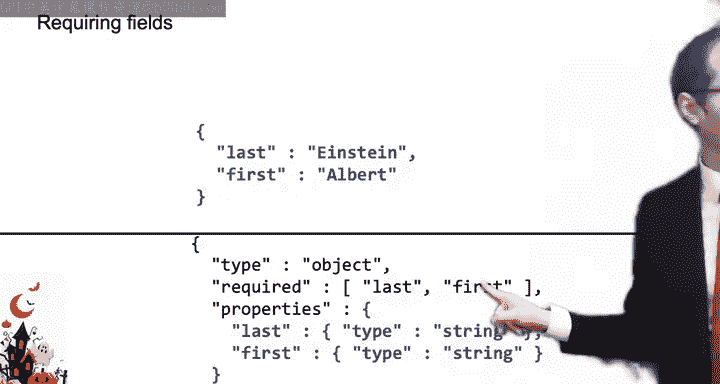 Requiring fields
{
"last" : "Einstein",
"first" : "Albert"
}
{
"type" : "object",
"required" : [ "last", "first" ],
"properties" : {
"last" : { "type" : "string" },
"first" : { "type" : "string" }
}